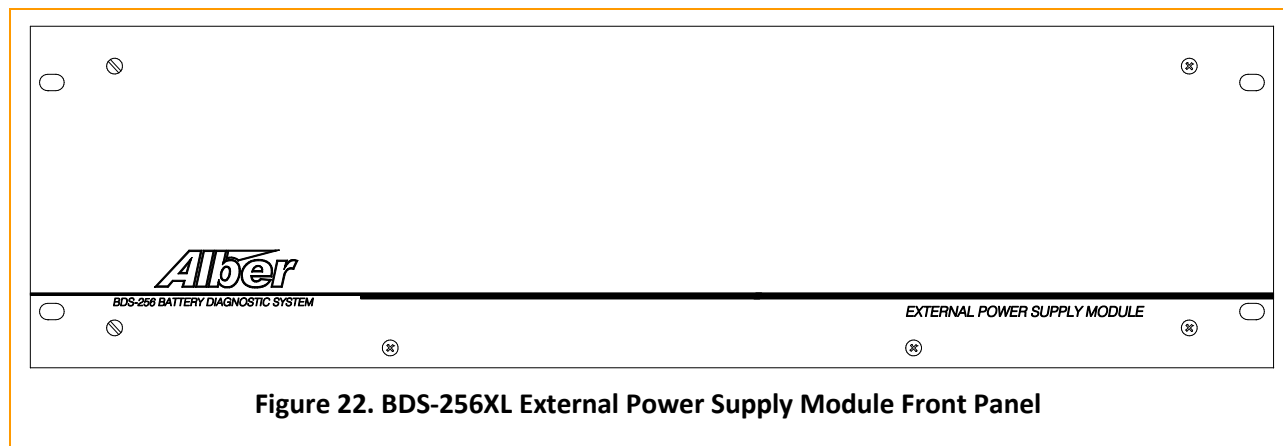 Alber
BDS-256 BATTERY DIAGNOSTIC SYSTEM
EXTERNAL POWER SUPPLY MODULE
Figure 22. BDS-256XL External Power Supply Module Front Panel